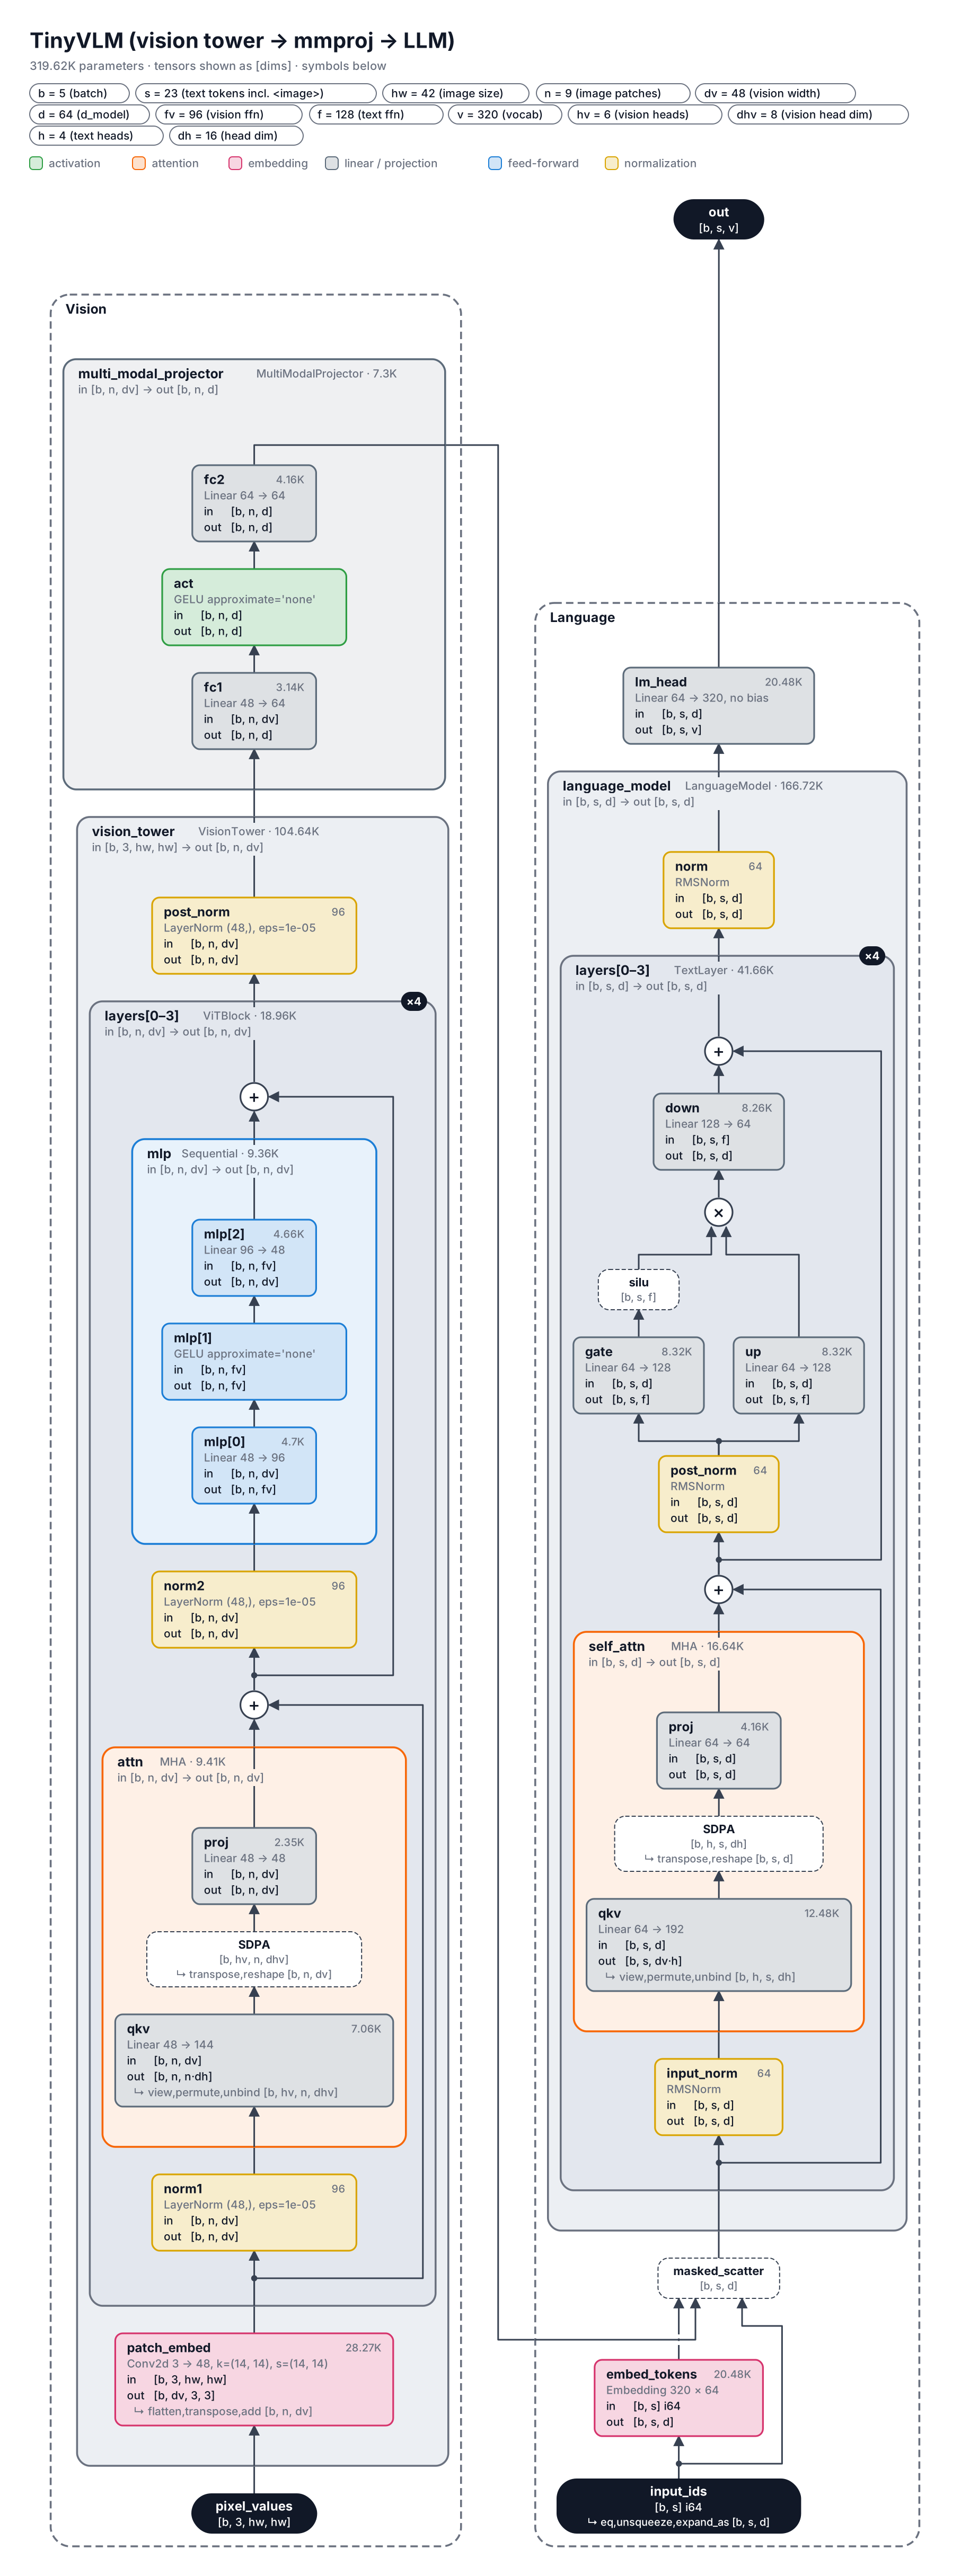 TinyVLM (vision tower → mmproj → LLM)
319.62K parameters · tensors shown as [dims] · symbols below
b = 5 (batch)
s = 23 (text tokens incl. <image>)
hw = 42 (image size)
n = 9 (image patches)
dv = 48 (vision width)
d = 64 (d_model)
fv = 96 (vision ffn)
f = 128 (text ffn)
v = 320 (vocab)
hv = 6 (vision heads)
dhv = 8 (vision head dim)
h = 4 (text heads)
dh = 16 (head dim)
activation
attention
embedding
linear / projection
feed-forward
normalization
out
[b, s, v]
Vision
multi_modal_projector MultiModalProjector · 7.3K
in [b, n, dv] → out [b, n, d]
fc2 4.16K
Linear 64 → 64
in [b, n, d]
out [b, n, d]
act
GELU approximate='none'
in [b, n, d]
out [b, n, d]
fc1 3.14K
Linear 48 → 64
in [b, n, dv]
out [b, n, d]
vision_tower VisionTower · 104.64K
in [b, 3, hw, hw] → out [b, n, dv]
post_norm 96
LayerNorm (48,), eps=1e-05
in [b, n, dv]
out [b, n, dv]
×4
layers[0–3] ViTBlock · 18.96K
in [b, n, dv] → out [b, n, dv]
+
mlp Sequential · 9.36K
in [b, n, dv] → out [b, n, dv]
mlp[2] 4.66K
Linear 96 → 48
in [b, n, fv]
out [b, n, dv]
mlp[1]
GELU approximate='none'
in [b, n, fv]
out [b, n, fv]
mlp[0] 4.7K
Linear 48 → 96
in [b, n, dv]
out [b, n, fv]
norm2 96
LayerNorm (48,), eps=1e-05
in [b, n, dv]
out [b, n, dv]
+
attn MHA · 9.41K
in [b, n, dv] → out [b, n, dv]
proj 2.35K
Linear 48 → 48
in [b, n, dv]
out [b, n, dv]
SDPA
[b, hv, n, dhv]
↳ transpose,reshape [b, n, dv]
qkv 7.06K
Linear 48 → 144
in [b, n, dv]
out [b, n, n·dh]
↳ view,permute,unbind [b, hv, n, dhv]
norm1 96
LayerNorm (48,), eps=1e-05
in [b, n, dv]
out [b, n, dv]
patch_embed 28.27K
Conv2d 3 → 48, k=(14, 14), s=(14, 14)
in [b, 3, hw, hw]
out [b, dv, 3, 3]
↳ flatten,transpose,add [b, n, dv]
pixel_values
[b, 3, hw, hw]
Language
lm_head 20.48K
Linear 64 → 320, no bias
in [b, s, d]
out [b, s, v]
language_model LanguageModel · 166.72K
in [b, s, d] → out [b, s, d]
norm 64
RMSNorm
in [b, s, d]
out [b, s, d]
×4
layers[0–3] TextLayer · 41.66K
in [b, s, d] → out [b, s, d]
+
down 8.26K
Linear 128 → 64
in [b, s, f]
out [b, s, d]
×
silu
[b, s, f]
gate 8.32K
Linear 64 → 128
in [b, s, d]
out [b, s, f]
up 8.32K
Linear 64 → 128
in [b, s, d]
out [b, s, f]
post_norm 64
RMSNorm
in [b, s, d]
out [b, s, d]
+
self_attn MHA · 16.64K
in [b, s, d] → out [b, s, d]
proj 4.16K
Linear 64 → 64
in [b, s, d]
out [b, s, d]
SDPA
[b, h, s, dh]
↳ transpose,reshape [b, s, d]
qkv 12.48K
Linear 64 → 192
in [b, s, d]
out [b, s, dv·h]
↳ view,permute,unbind [b, h, s, dh]
input_norm 64
RMSNorm
in [b, s, d]
out [b, s, d]
masked_scatter
[b, s, d]
embed_tokens 20.48K
Embedding 320 × 64
in [b, s] i64
out [b, s, d]
input_ids
[b, s] i64
↳ eq,unsqueeze,expand_as [b, s, d]